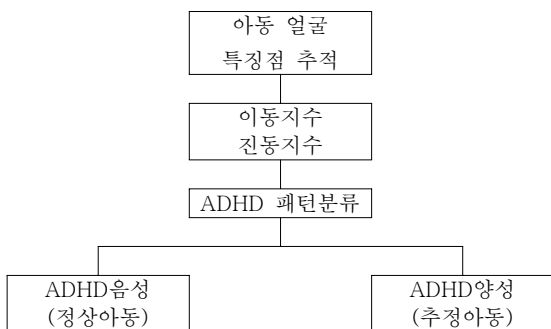 아동 얼굴
특징점 추적
이동지수
진동지수
ADHD 패턴분류
ADHD음성
(정상아동)
ADHD양성
(추정아동)